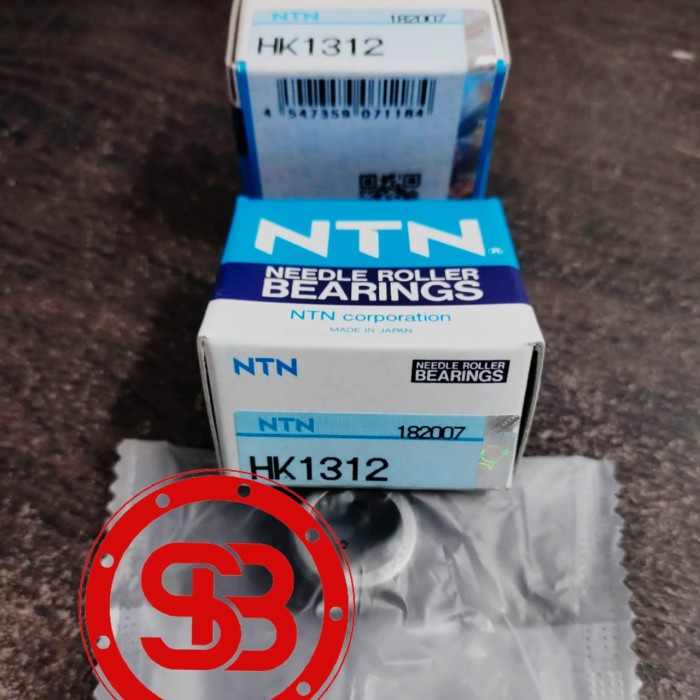 NTN 182007
HK1312
4 547359 071184
NTN®
NEEDLE ROLLER
BEARINGS
NTN corporation
MADE IN JAPAN
NTN
NEEDLE ROLLER
BEARINGS
NTN 182007
HK1312
SB